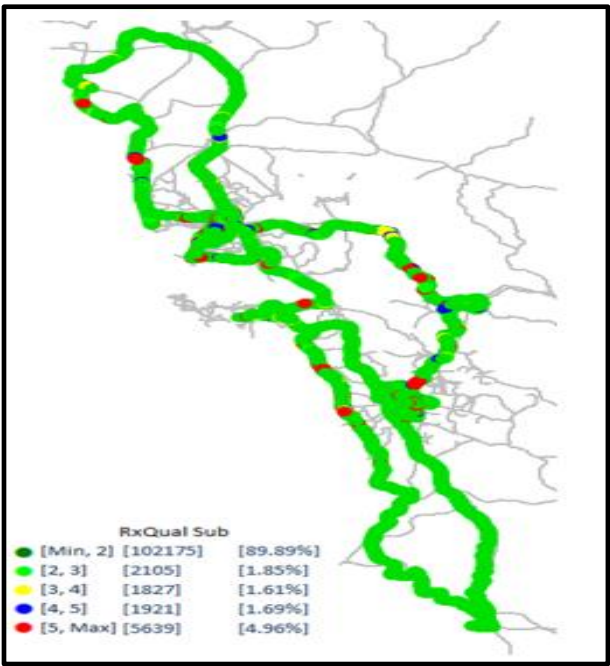 RxQual Sub
[Min, 2] [102175] [89.89%]
[2, 3] [2105] [1.85%]
[3, 4] [1827] [1.61%]
[4, 5] [1921] [1.69%]
[5, Max] [5639] [4.96%]